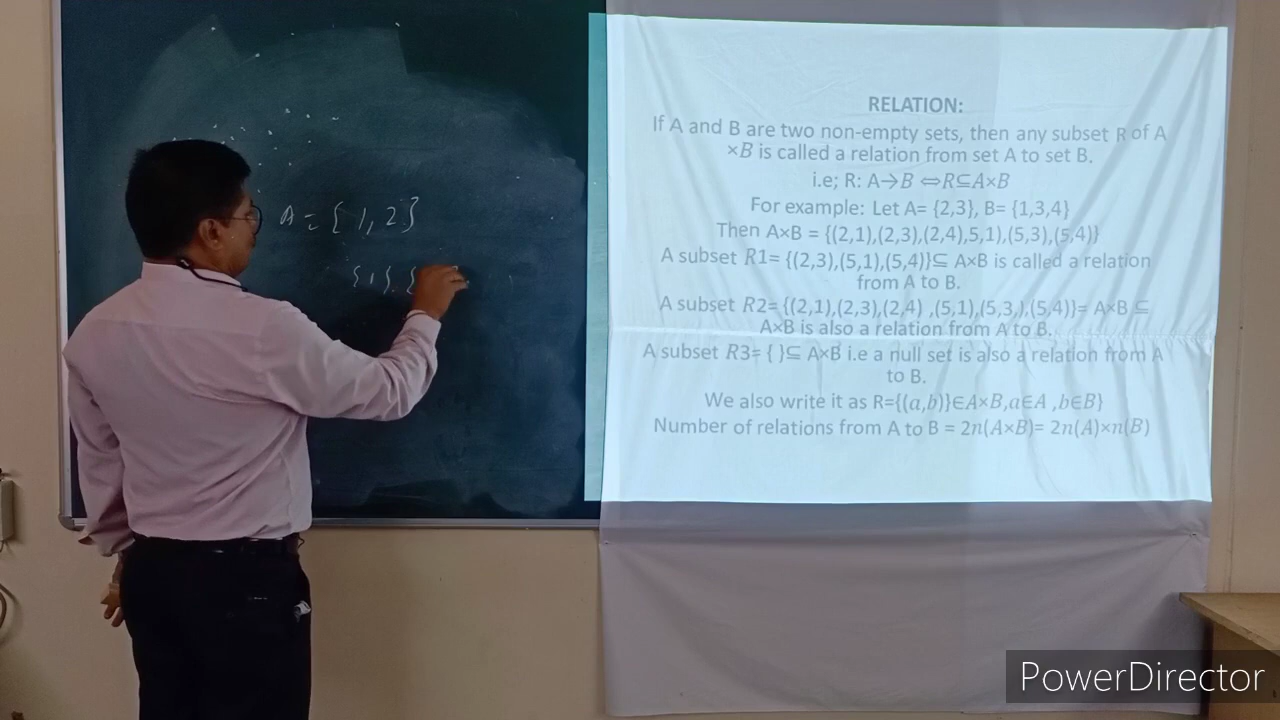 A = { 1, 2 }
{1}, {
RELATION:
If A and B are two non-empty sets, then any subset R of A
×B is called a relation from set A to set B.
i.e; R: A→B ⇔R⊆A×B
For example: Let A= {2,3}, B= {1,3,4}
Then A×B = {(2,1),(2,3),(2,4),5,1),(5,3),(5,4)}
A subset R1= {(2,3),(5,1),(5,4)}⊆ A×B is called a relation
from A to B.
A subset R2= {(2,1),(2,3),(2,4) ,(5,1),(5,3,),(5,4)}= A×B ⊆
A×B is also a relation from A to B.
A subset R3= { }⊆ A×B i.e a null set is also a relation from A
to B.
We also write it as R={(a,b)}∈A×B,a∈A ,b∈B}
Number of relations from A to B = 2n(A×B)= 2n(A)×n(B)
PowerDirector